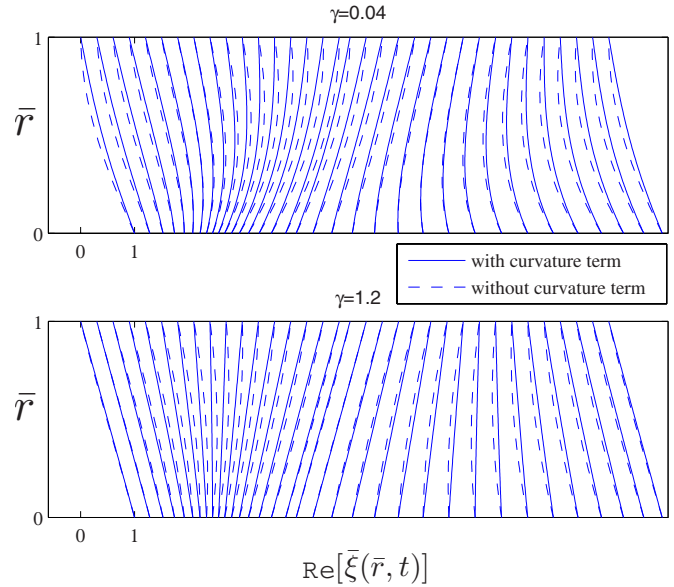 γ=0.04
1
r̄
0
0 1
with curvature term
without curvature term
γ=1.2
1
r̄
0
0 1
Re[ξ̄(r̄, t)]